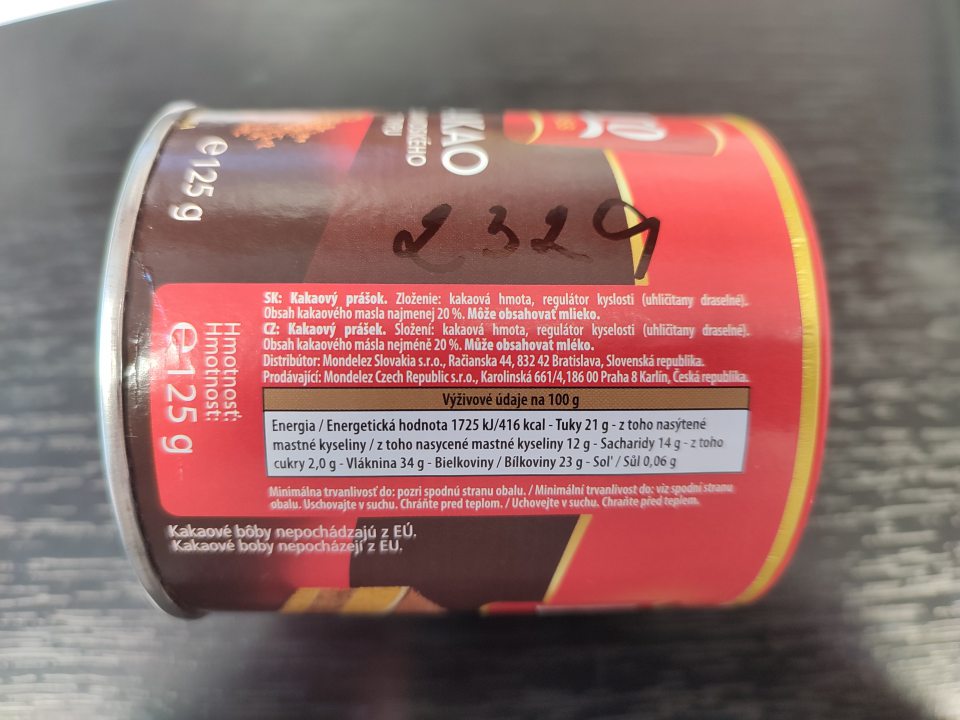 KAO
125 g
232g
SK: Kakaový prášok. Zloženie: kakaová hmota, regulátor kyslosti (uhličitany draselné).
Obsah kakaového masla najmenej 20 %. Môže obsahovať mlieko.
CZ: Kakaový prášek. Složení: kakaová hmota, regulátor kyselosti (uhličitany draselné).
Obsah kakaového másla nejméně 20 %. Může obsahovat mléko.
Distribútor: Mondelez Slovakia s.r.o., Račianska 44, 832 42 Bratislava, Slovenská republika.
Prodávající: Mondelez Czech Republic s.r.o., Karolinská 661/4,186 00 Praha 8 Karlín, Česká republika.
Výživové údaje na 100 g
Energia / Energetická hodnota 1725 kJ/416 kcal - Tuky 21 g - z toho nasýtené
mastné kyseliny / z toho nasycené mastné kyseliny 12 g - Sacharidy 14 g - z toho
cukry 2,0 g - Vláknina 34 g - Bielkoviny / Bílkoviny 23 g - Sol' / Sůl 0,06 g
Minimálna trvanlivosť do: pozri spodnú stranu obalu. / Minimální trvanlivost do: viz spodní stranu
obalu. Uschovajte v suchu. Chráňte pred teplom. / Uchovejte v suchu. Chraňte před teplem.
Hmotnosť:
Hmotnost:
e125 g
Kakaové bôby nepochádzajú z EÚ.
Kakaové boby nepocházejí z EU.